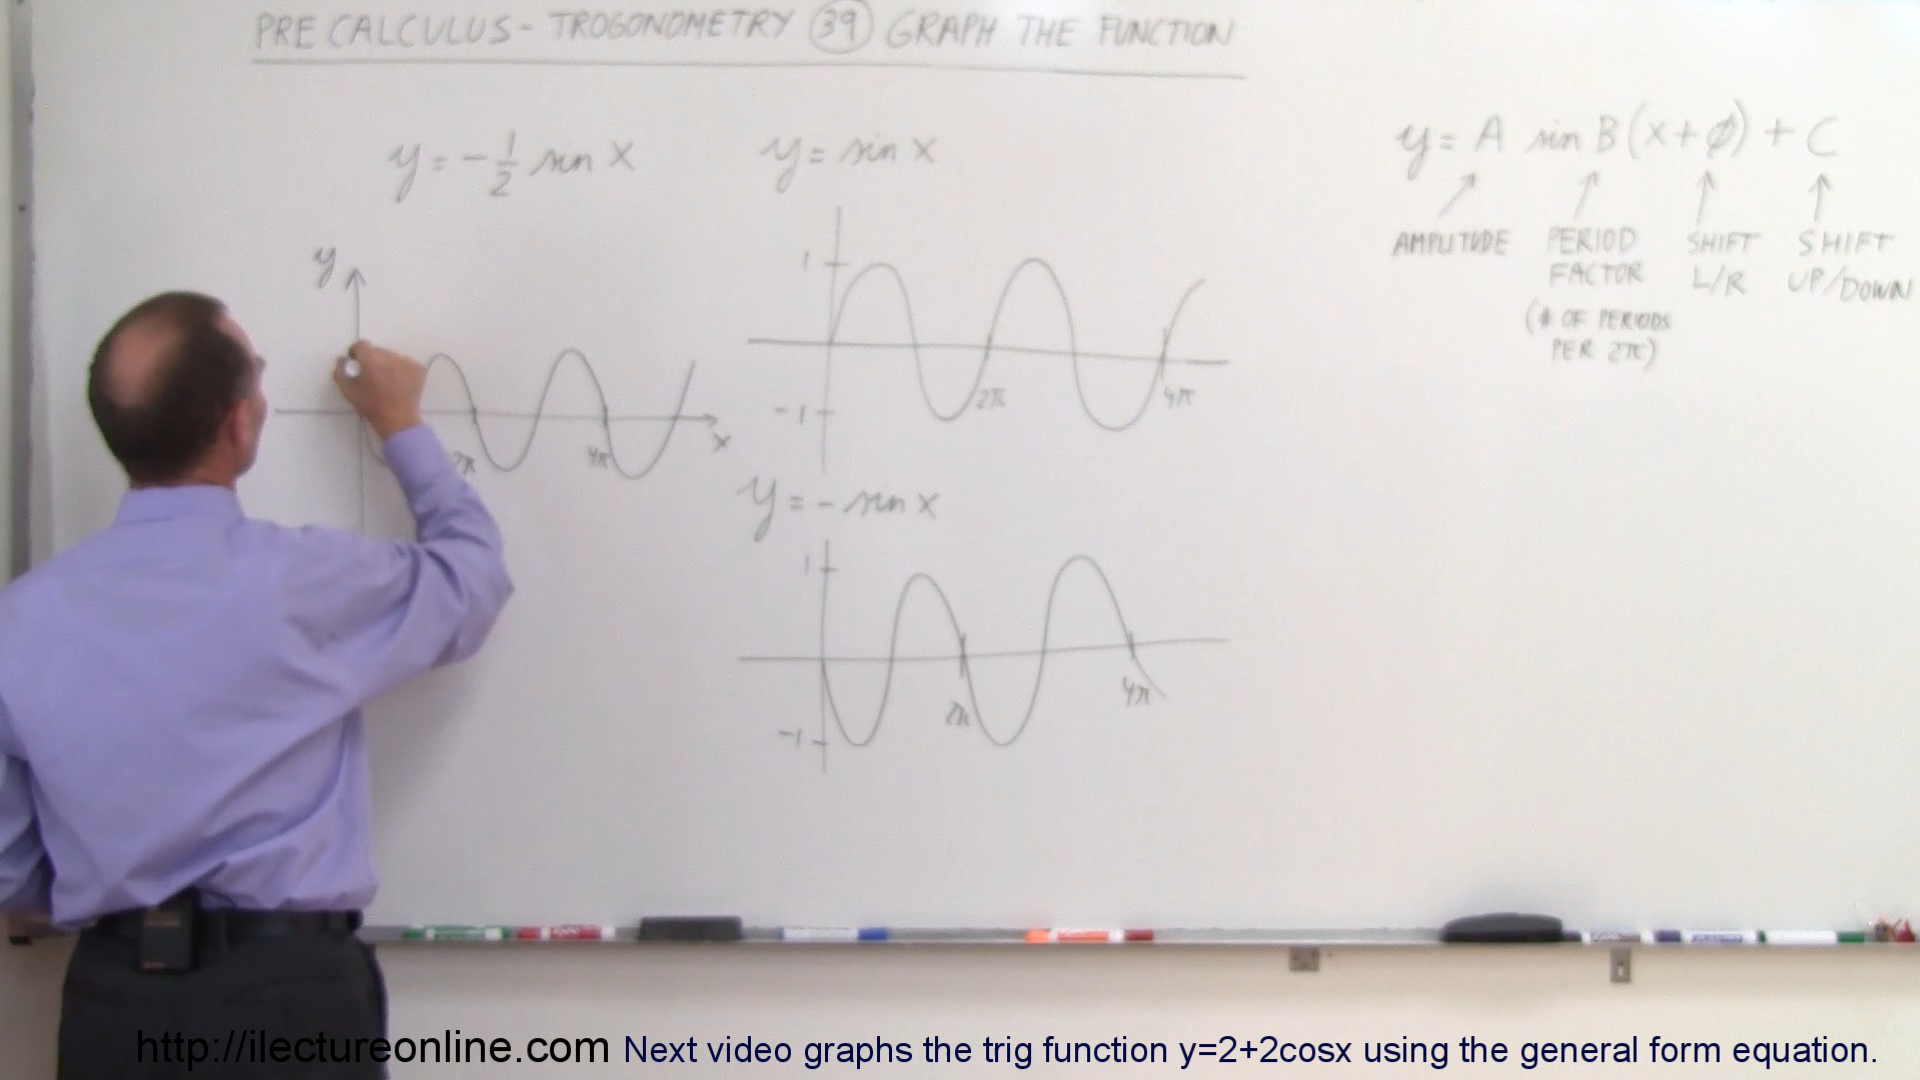 PRE CALCULUS - TROGONOMETRY 39 GRAPH THE FUNCTION
y = -1/2 sin x
y
x
2π
4π
y = sin x
1
-1
2π
4π
y = - sin x
1
-1
2π
4π
y = A sin B (x + ϕ) + C
AMPLITUDE
PERIOD
FACTOR
(# OF PERIODS
PER 2π)
SHIFT
L/R
SHIFT
UP/DOWN
http://ilectureonline.com Next video graphs the trig function y=2+2cosx using the general form equation.